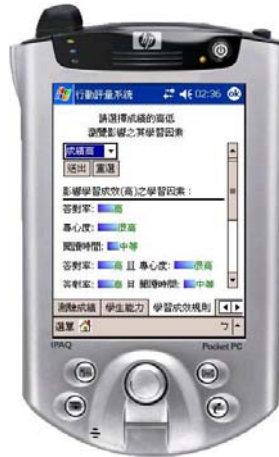 hp
行動評量系統 02:36 ok
請選擇成績的高低
瀏覽影響之其學習因素
成績高
送出 重選
影響學習成效(高)之學習因素：
答對率: 高
專心度: 很高
閱讀時間: 中等
答對率: 高 且 專心度: 很高
答對率: 高 且 閱讀時間: 中等
測驗成績 學生能力 學習成效規則
選單
iPAQ Pocket PC